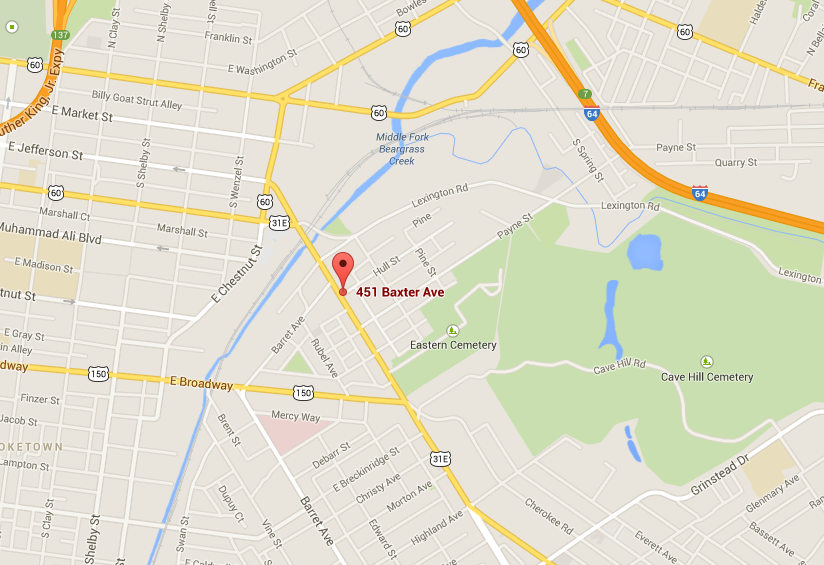 Bowles
N Clay St
N Shelby St
ell St
137
60
60
60
Franklin St
E Washington St
60
Fra
uther King, Jr. Expy
Billy Goat Strut Alley
60
7
64
E Market St
E Jefferson St
S Shelby St
S Wenzel St
Middle Fork
Beargrass
Creek
S Spring St
Payne St
Quarry St
60
60
64
Lexington Rd
Lexington Rd
Lexington
Marshall Ct
Marshall St
31E
Pine
Payne St
Muhammad Ali Blvd
E Chestnut St
Pine St
Hull St
E Madison St
tnut St
451 Baxter Ave
E Gray St
in Alley
Barret Ave
Rubel Ave
Eastern Cemetery
Cave Hill Rd
Cave Hill Cemetery
adway
150
E Broadway
150
Finzer St
Jacob St
OKETOWN
Lampton St
Mercy Way
Brent St
Debarr St
31E
E Breckinridge St
Christy Ave
Morton Ave
Highland Ave
Grinstead Dr
Glenmary Ave
Bassett Ave
Everett Ave
Cherokee Rd
Dupuy Ct
Vine St
Swan St
Barret Ave
Edward St
S Clay St
Shelby St